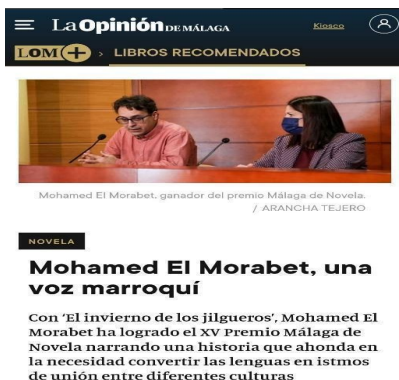 La Opinión DE MÁLAGA
Kiosco
LOM+ › LIBROS RECOMENDADOS
Mohamed El Morabet, ganador del premio Málaga de Novela.
/ ARANCHA TEJERO
NOVELA
Mohamed El Morabet, una
voz marroquí
Con ‘El invierno de los jilgueros’, Mohamed El
Morabet ha logrado el XV Premio Málaga de
Novela narrando una historia que ahonda en
la necesidad convertir las lenguas en istmos
de unión entre diferentes culturas